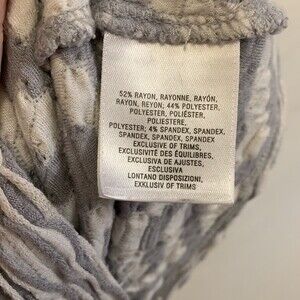 52% RAYON, RAYONNE, RAYÓN,
RAYON, REYON; 44% POLYESTER,
POLYESTER, POLIÉSTER,
POLIESTERE,
POLYESTER; 4% SPANDEX, SPANDEX,
SPANDEX, SPANDEX, SPANDEX
EXCLUSIVE OF TRIMS,
EXCLUSIVITÉ DES ÉQUILIBRES,
EXCLUSIVA DE AJUSTES,
ESCLUSIVA
LONTANO DISPOSIZIONI,
EXKLUSIV OF TRIMS